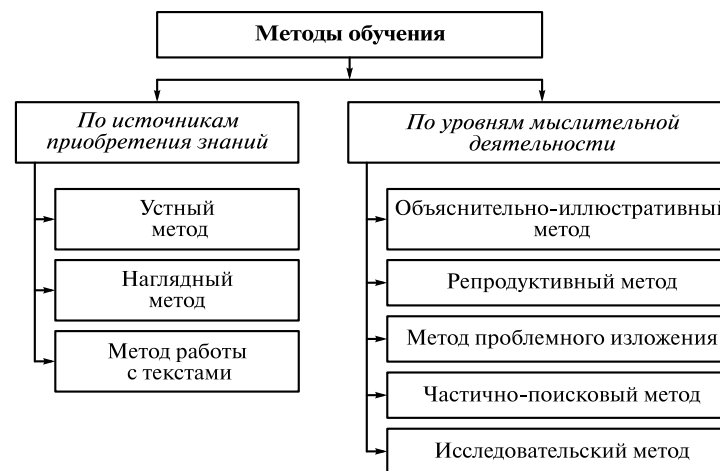 Методы обучения
По источникам
приобретения знаний
По уровням мыслительной
деятельности
Устный
метод
Наглядный
метод
Метод работы
с текстами
Объяснительно-иллюстративный
метод
Репродуктивный метод
Метод проблемного изложения
Частично-поисковый метод
Исследовательский метод